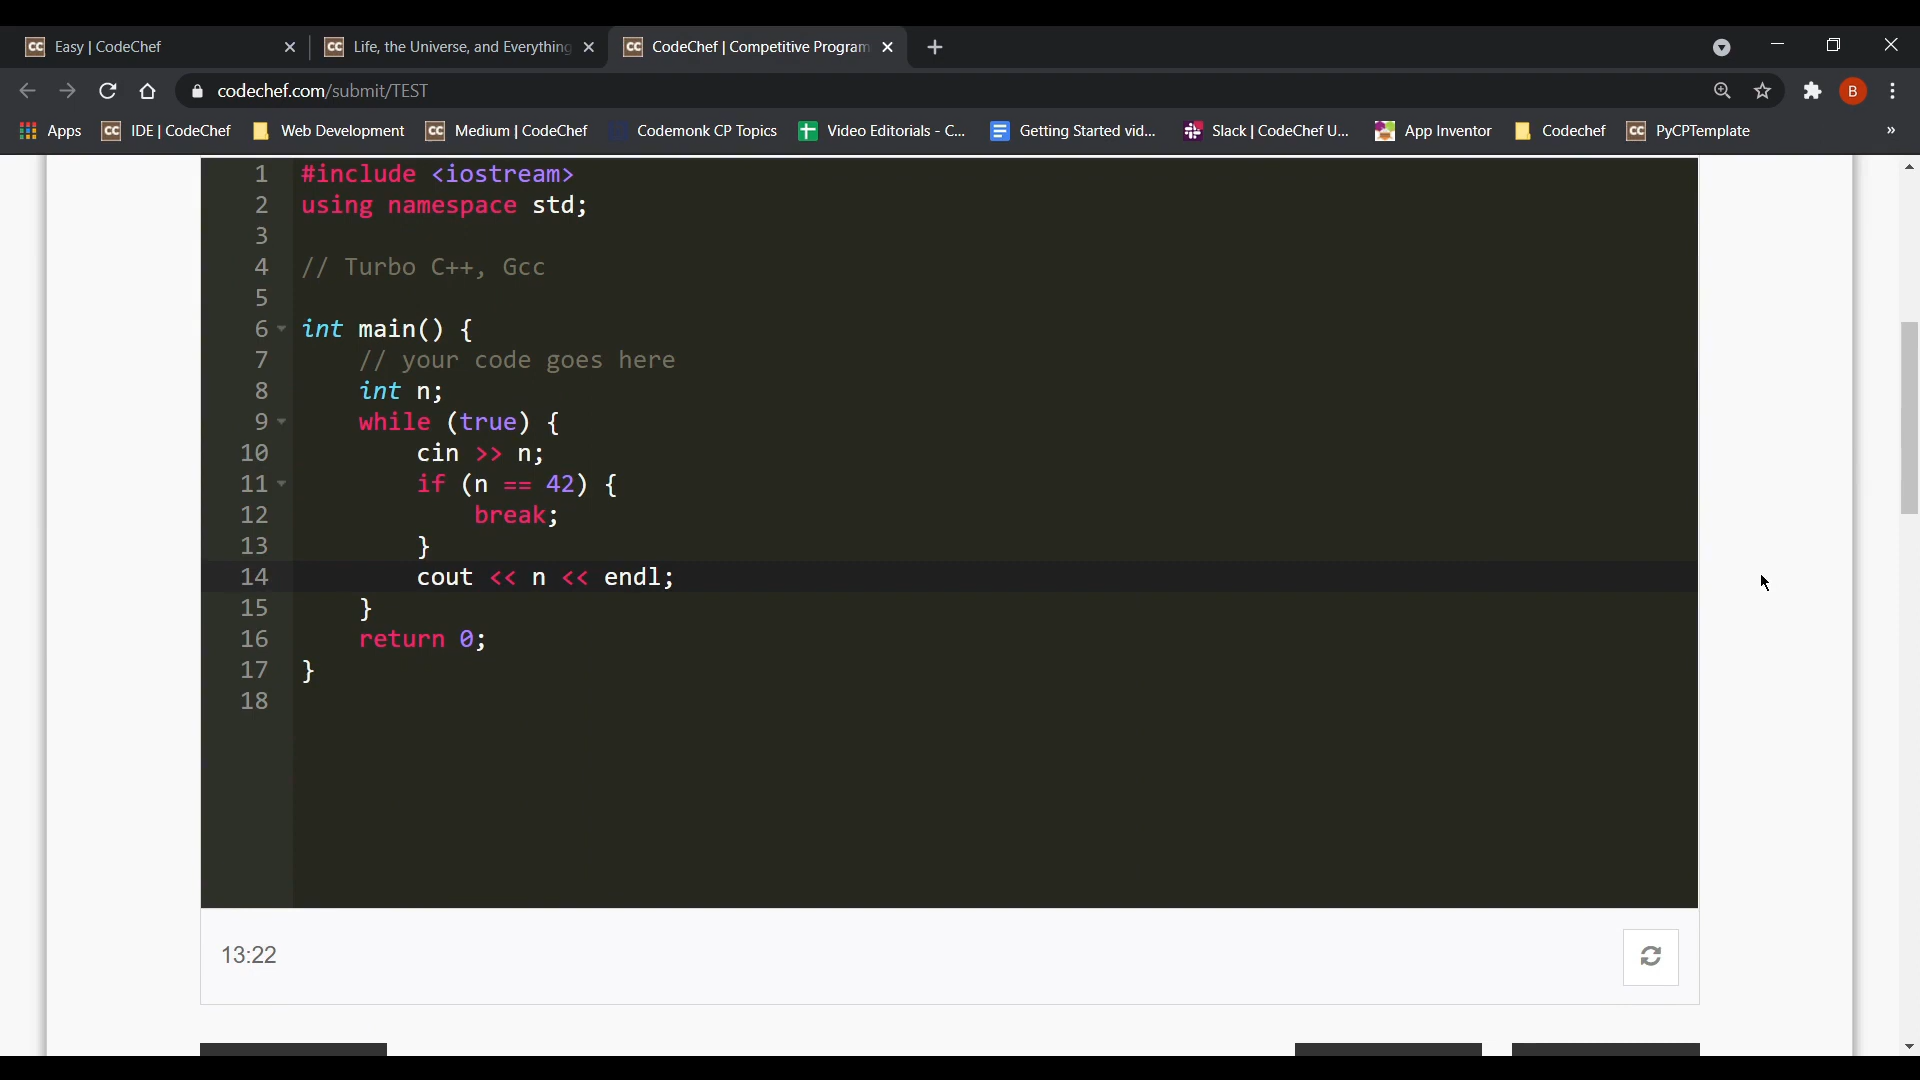 Easy | CodeChef
Life, the Universe, and Everything
CodeChef | Competitive Program
codechef.com/submit/TEST
B
Apps
IDE | CodeChef
Web Development
Medium | CodeChef
Codemonk CP Topics
Video Editorials - C...
Getting Started vid...
Slack | CodeChef U...
App Inventor
Codechef
PyCPTemplate
»
1 #include <iostream>
2 using namespace std;
3
4 // Turbo C++, Gcc
5
6 int main() {
7 // your code goes here
8 int n;
9 while (true) {
10 cin >> n;
11 if (n == 42) {
12 break;
13 }
14 cout << n << endl;
15 }
16 return 0;
17 }
18
13:22